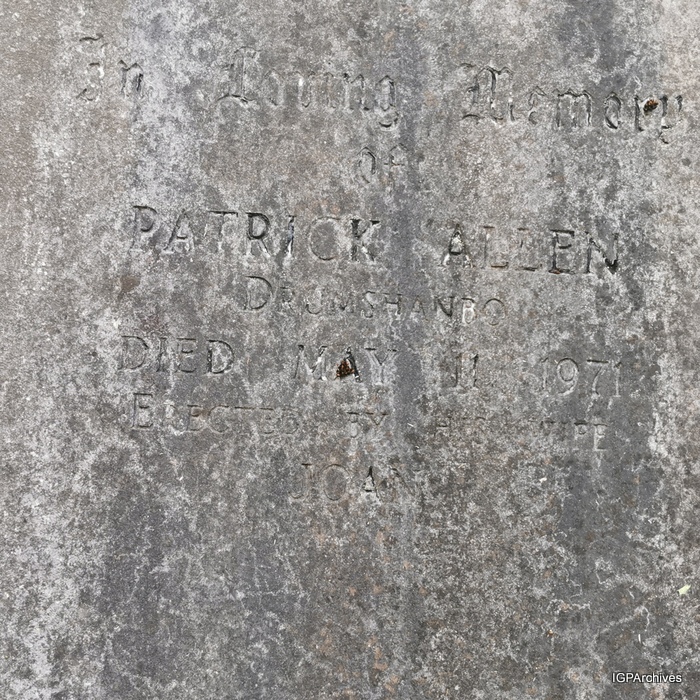 In Loving Memory
of
PATRICK ALLEN
DRUMSHANBO
DIED MAY 11 1971
ERECTED BY HIS WIFE
JOAN
IGPArchives